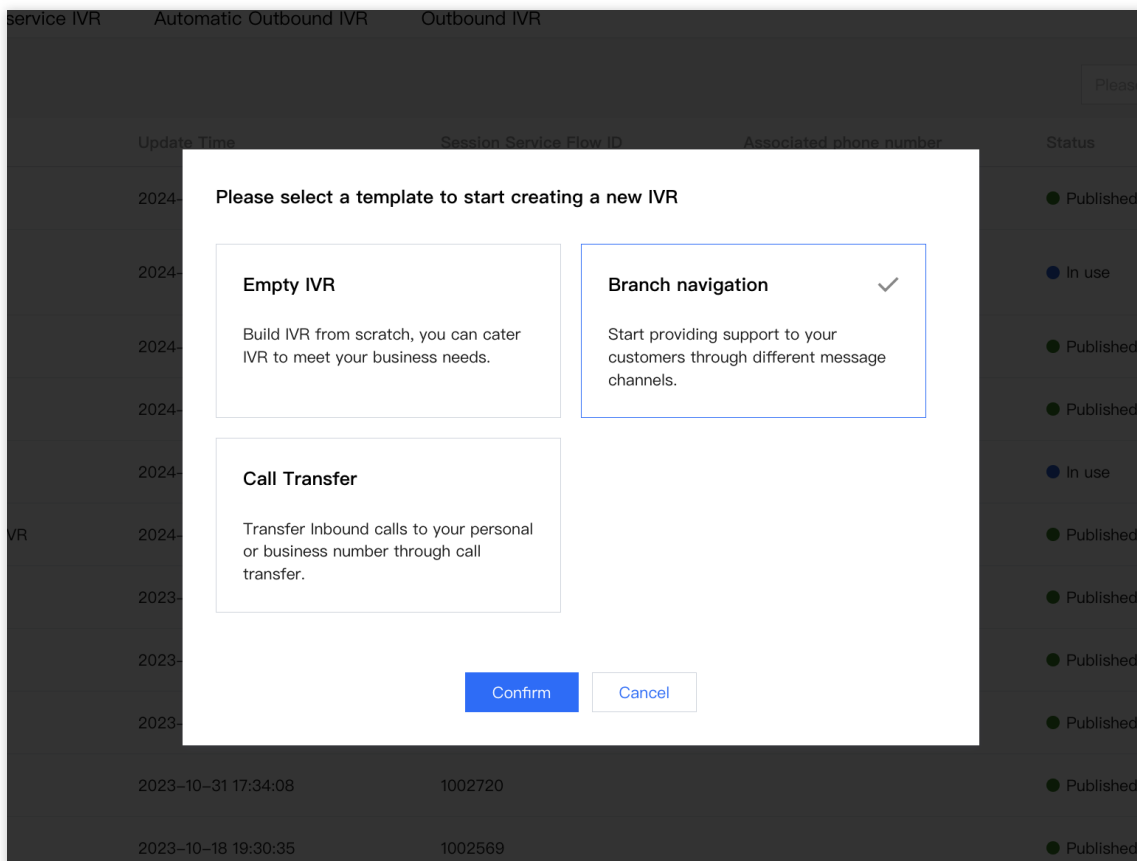 service IVR Automatic Outbound IVR Outbound IVR
Please
Update Time Session Service Flow ID Associated phone number Status
Please select a template to start creating a new IVR
2024- Published
Empty IVR
Build IVR from scratch, you can cater
IVR to meet your business needs.
Branch navigation
Start providing support to your
customers through different message
channels.
2024- In use
2024- Published
2024- Published
Call Transfer
Transfer Inbound calls to your personal
or business number through call
transfer.
2024- In use
VR 2024- Published
2023- Published
2023- Published
Confirm Cancel
2023- Published
2023-10-31 17:34:08 1002720 Published
2023-10-18 19:30:35 1002569 Published